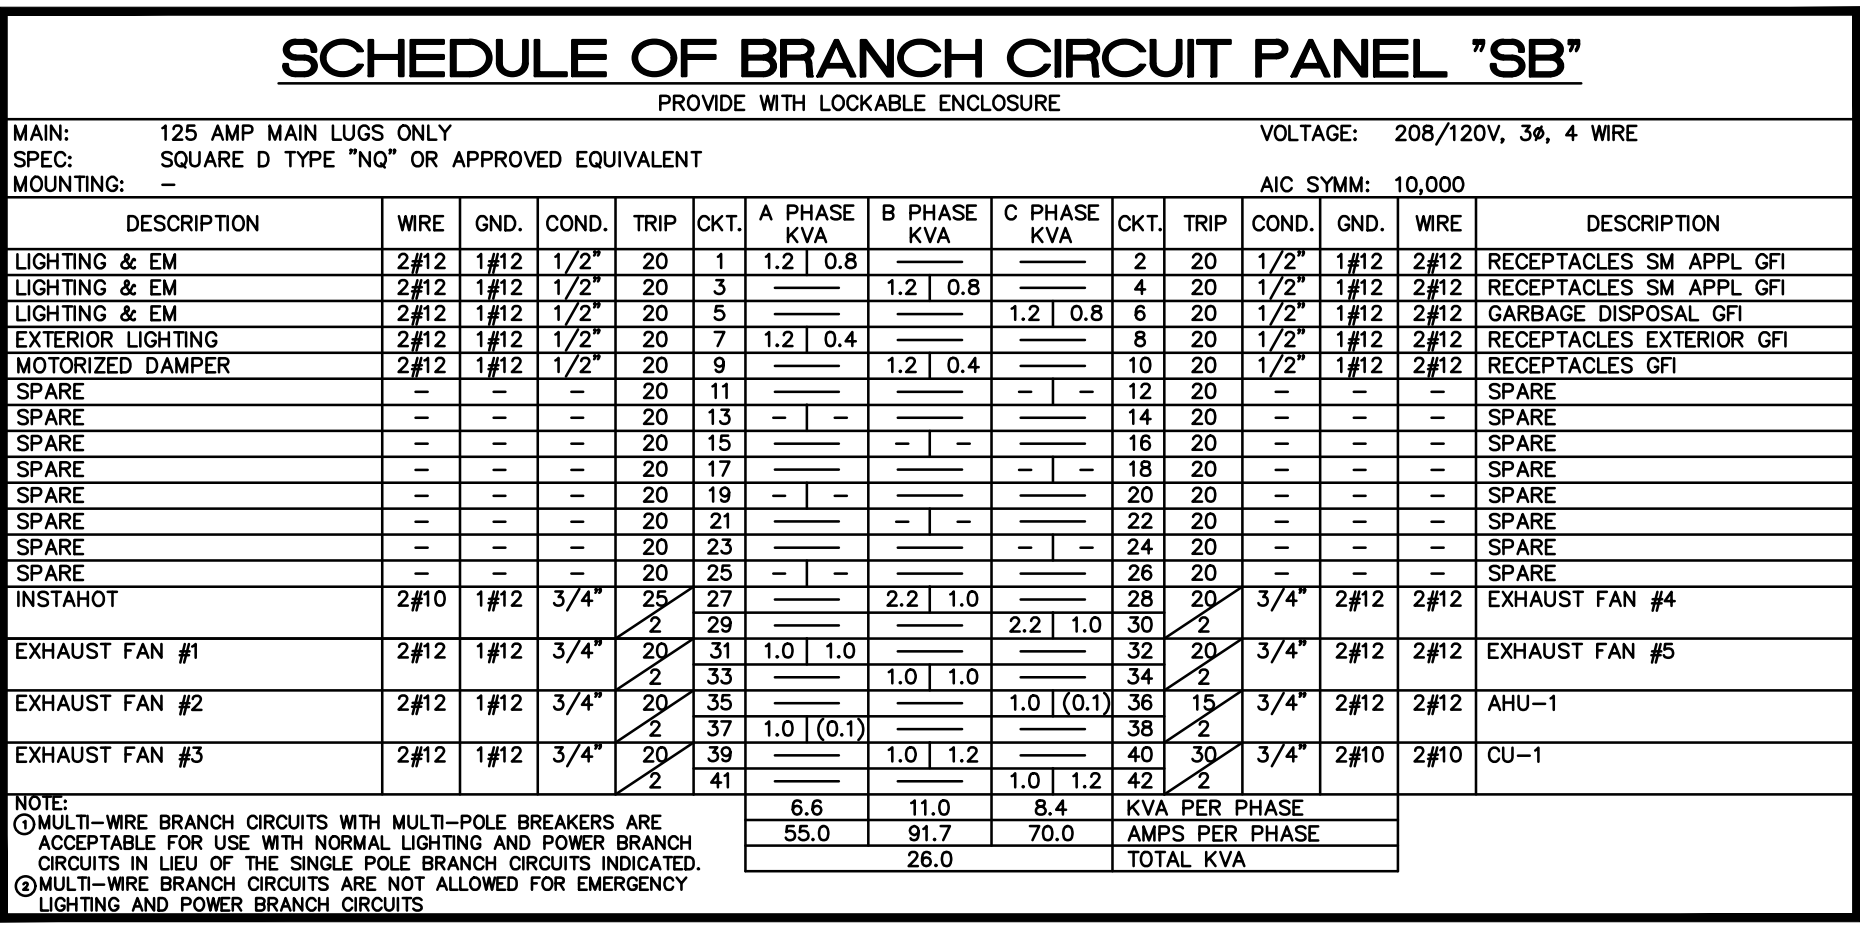 SCHEDULE OF BRANCH CIRCUIT PANEL "SB"
PROVIDE WITH LOCKABLE ENCLOSURE
MAIN: 125 AMP MAIN LUGS ONLY VOLTAGE: 208/120V, 3ø, 4 WIRE
SPEC: SQUARE D TYPE "NQ" OR APPROVED EQUIVALENT
MOUNTING: – AIC SYMM: 10,000
DESCRIPTION WIRE GND. COND. TRIP CKT. A PHASE KVA B PHASE KVA C PHASE KVA CKT. TRIP COND. GND. WIRE DESCRIPTION
LIGHTING & EM 2#12 1#12 1/2" 20 1 1.2 0.8 — — 2 20 1/2" 1#12 2#12 RECEPTACLES SM APPL GFI
LIGHTING & EM 2#12 1#12 1/2" 20 3 — 1.2 0.8 — 4 20 1/2" 1#12 2#12 RECEPTACLES SM APPL GFI
LIGHTING & EM 2#12 1#12 1/2" 20 5 — — 1.2 0.8 6 20 1/2" 1#12 2#12 GARBAGE DISPOSAL GFI
EXTERIOR LIGHTING 2#12 1#12 1/2" 20 7 1.2 0.4 — — 8 20 1/2" 1#12 2#12 RECEPTACLES EXTERIOR GFI
MOTORIZED DAMPER 2#12 1#12 1/2" 20 9 — 1.2 0.4 — 10 20 1/2" 1#12 2#12 RECEPTACLES GFI
SPARE – – – 20 11 — — – – 12 20 – – – SPARE
SPARE – – – 20 13 – – — — 14 20 – – – SPARE
SPARE – – – 20 15 — – – — 16 20 – – – SPARE
SPARE – – – 20 17 — — – – 18 20 – – – SPARE
SPARE – – – 20 19 – – — — 20 20 – – – SPARE
SPARE – – – 20 21 — – – — 22 20 – – – SPARE
SPARE – – – 20 23 — — – – 24 20 – – – SPARE
SPARE – – – 20 25 – – — — 26 20 – – – SPARE
INSTAHOT 2#10 1#12 3/4" 25 27 — 2.2 1.0 — 28 20 3/4" 2#12 2#12 EXHAUST FAN #4
2 29 — — 2.2 1.0 30 2
EXHAUST FAN #1 2#12 1#12 3/4" 20 31 1.0 1.0 — — 32 20 3/4" 2#12 2#12 EXHAUST FAN #5
2 33 — 1.0 1.0 — 34 2
EXHAUST FAN #2 2#12 1#12 3/4" 20 35 — — 1.0 (0.1) 36 15 3/4" 2#12 2#12 AHU–1
2 37 1.0 (0.1) — — 38 2
EXHAUST FAN #3 2#12 1#12 3/4" 20 39 — 1.0 1.2 — 40 30 3/4" 2#10 2#10 CU–1
2 41 — — 1.0 1.2 42 2
6.6 11.0 8.4 KVA PER PHASE
55.0 91.7 70.0 AMPS PER PHASE
26.0 TOTAL KVA
NOTE:
① MULTI–WIRE BRANCH CIRCUITS WITH MULTI–POLE BREAKERS ARE
ACCEPTABLE FOR USE WITH NORMAL LIGHTING AND POWER BRANCH
CIRCUITS IN LIEU OF THE SINGLE POLE BRANCH CIRCUITS INDICATED.
② MULTI–WIRE BRANCH CIRCUITS ARE NOT ALLOWED FOR EMERGENCY
LIGHTING AND POWER BRANCH CIRCUITS